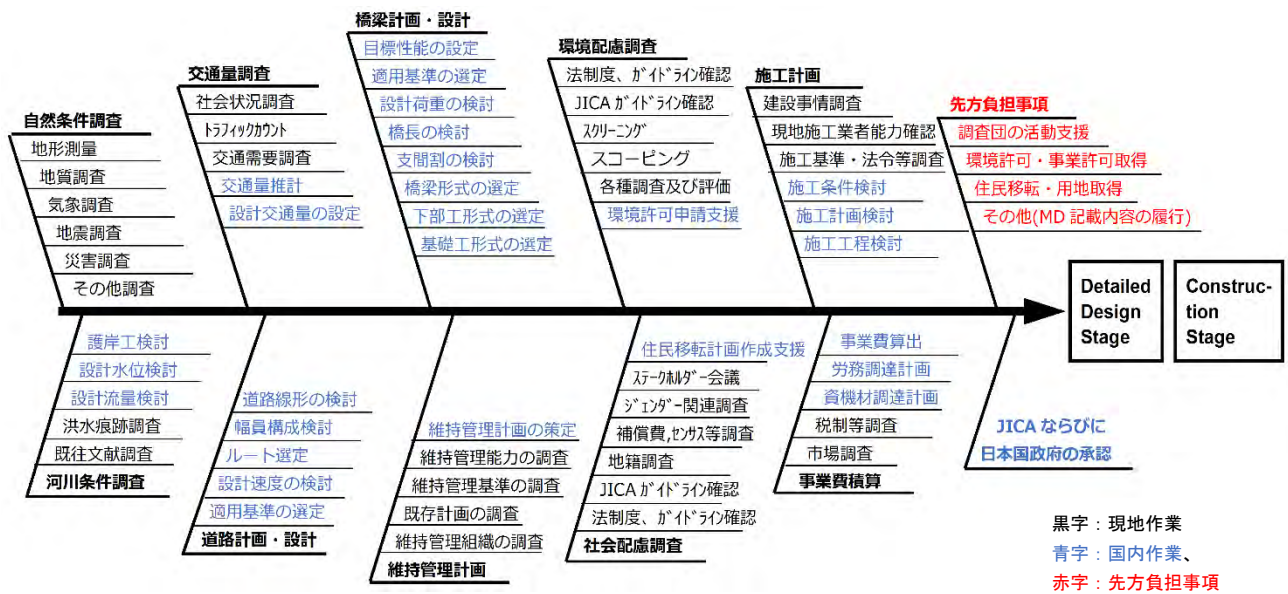 自然条件調査
地形測量
地質調査
気象調査
地震調査
災害調査
その他調査
交通量調査
社会状況調査
ﾄﾗﾌｨｯｸｶｳﾝﾄ
交通需要調査
交通量推計
設計交通量の設定
橋梁計画・設計
目標性能の設定
適用基準の選定
設計荷重の検討
橋長の検討
支間割の検討
橋梁形式の選定
下部工形式の選定
基礎工形式の選定
環境配慮調査
法制度、ｶﾞｲﾄﾞﾗｲﾝ確認
JICA ｶﾞｲﾄﾞﾗｲﾝ確認
ｽｸﾘｰﾆﾝｸﾞ
スコーピング
各種調査及び評価
環境許可申請支援
施工計画
建設事情調査
現地施工業者能力確認
施工基準・法令等調査
施工条件検討
施工計画検討
施工工程検討
先方負担事項
調査団の活動支援
環境許可・事業許可取得
住民移転・用地取得
その他(MD 記載内容の履行)
Detailed
Design
Stage
Construc-
tion
Stage
護岸工検討
設計水位検討
設計流量検討
洪水痕跡調査
既往文献調査
河川条件調査
道路線形の検討
幅員構成検討
ルート選定
設計速度の検討
適用基準の選定
道路計画・設計
維持管理計画の策定
維持管理能力の調査
維持管理基準の調査
既存計画の調査
維持管理組織の調査
維持管理計画
住民移転計画作成支援
ｽﾃｰｸﾎﾙﾀﾞｰ会議
ｼﾞｪﾝﾀﾞｰ関連調査
補償費,ｾﾝｻｽ等調査
地籍調査
JICA ｶﾞｲﾄﾞﾗｲﾝ確認
法制度、ｶﾞｲﾄﾞﾗｲﾝ確認
社会配慮調査
事業費算出
労務調達計画
資機材調達計画
税制等調査
市場調査
事業費積算
JICA ならびに
日本国政府の承認
黒字：現地作業
青字：国内作業、
赤字：先方負担事項